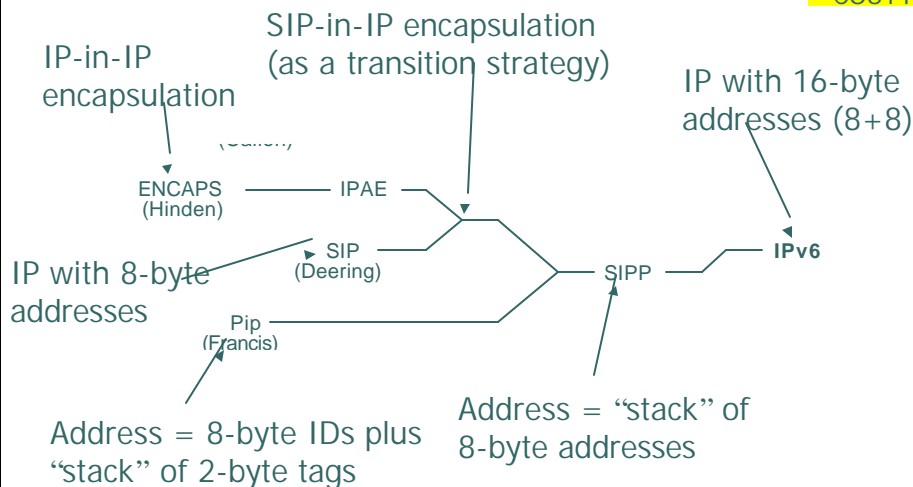 SIP-in-IP encapsulation
(as a transition strategy)
IP-in-IP
encapsulation
IP with 16-byte
addresses (8+8)
ENCAPS
(Hinden)
IPAE
SIP
(Deering)
IPv6
IP with 8-byte
addresses
SIPP
Pip
(Francis)
Address = 8-byte IDs plus
“stack” of 2-byte tags
Address = “stack” of
8-byte addresses